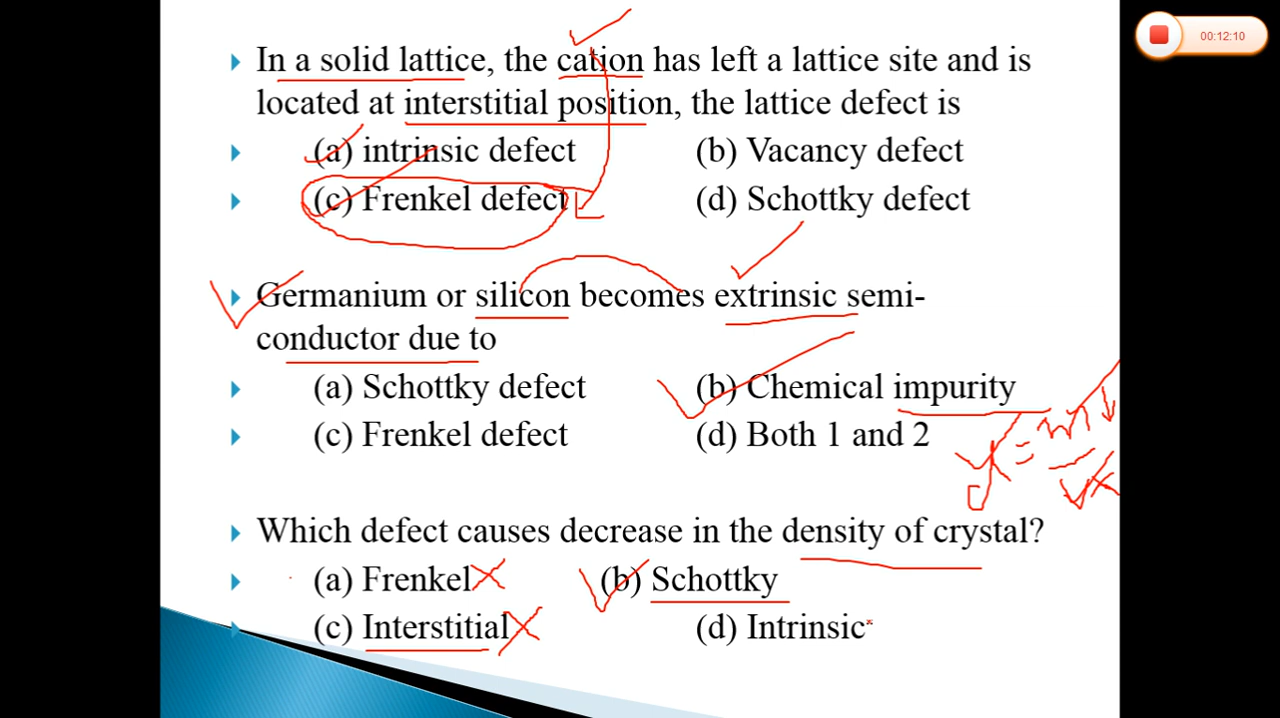 00:12:10
In a solid lattice, the cation has left a lattice site and is
located at interstitial position, the lattice defect is
(a) intrinsic defect (b) Vacancy defect
(c) Frenkel defect (d) Schottky defect
Germanium or silicon becomes extrinsic semi-
conductor due to
(a) Schottky defect (b) Chemical impurity
(c) Frenkel defect (d) Both 1 and 2
Which defect causes decrease in the density of crystal?
(a) Frenkel (b) Schottky
(c) Interstitial (d) Intrinsic